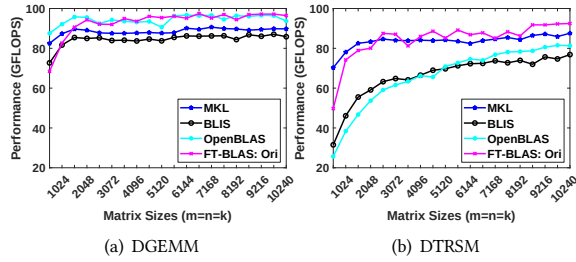 Performance (GFLOPS)
100
80
60
40
20
MKL
BLIS
OpenBLAS
FT-BLAS: Ori
1024
2048
3072
4096
5120
6144
7168
8192
9216
10240
Matrix Sizes (m=n=k)
(a) DGEMM
Performance (GFLOPS)
100
80
60
40
20
MKL
BLIS
OpenBLAS
FT-BLAS: Ori
1024
2048
3072
4096
5120
6144
7168
8192
9216
10240
Matrix Sizes (m=n=k)
(b) DTRSM